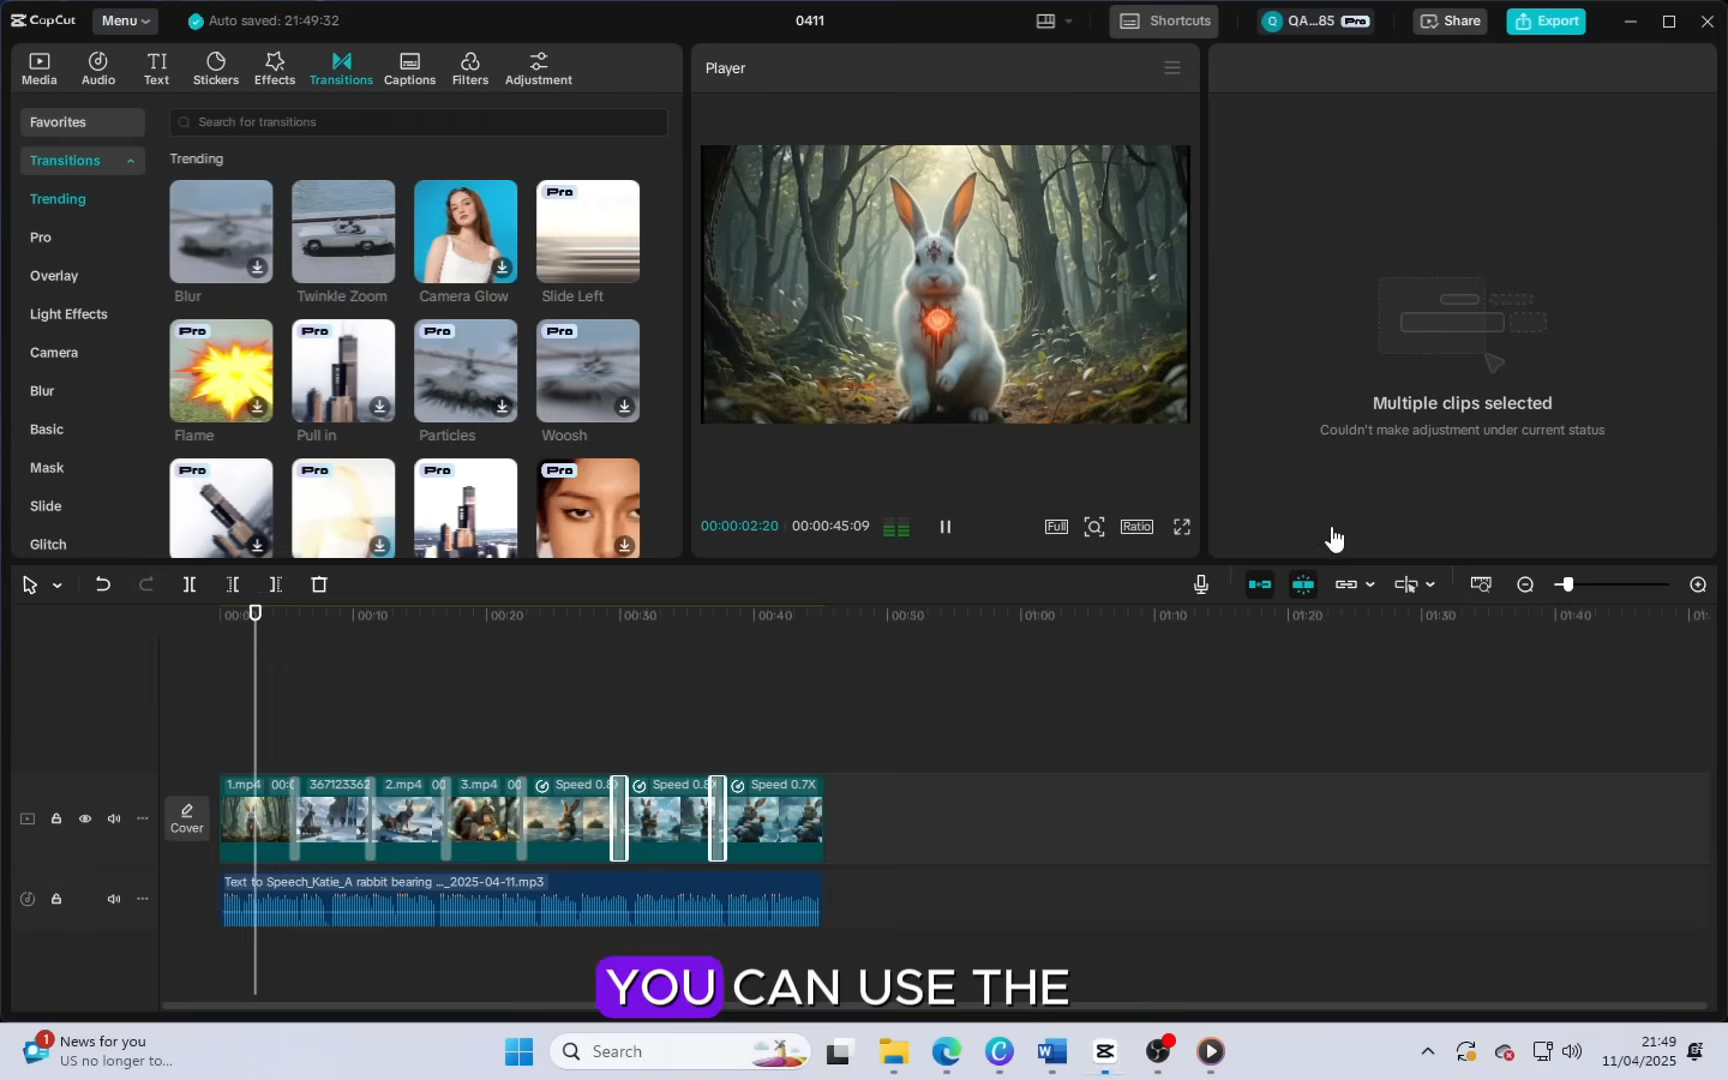 CapCut
Menu
Auto saved: 21:49:32
0411
Shortcuts
Q
QA...85
Pro
Share
Export
Media
Audio
TI
Text
Stickers
Effects
Transitions
Captions
Filters
Adjustment
Player
Favorites
Search for transitions
Transitions
Trending
Trending
Pro
Overlay
Light Effects
Camera
Blur
Basic
Mask
Slide
Glitch
Pro
Blur
Twinkle Zoom
Camera Glow
Slide Left
Pro
Pro
Pro
Pro
Flame
Pull in
Particles
Woosh
Pro
Pro
Pro
Pro
00:00:02:20 / 00:00:45:09
Full
Ratio
Multiple clips selected
Couldn't make adjustment under current status
00:10
00:20
00:30
00:40
00:50
01:00
01:10
01:20
01:30
01:40
Cover
1.mp4
367123362
2.mp4
3.mp4
Speed 0.8
Speed 0.8X
Speed 0.7X
Text to Speech_Katie_A rabbit bearing ..._2025-04-11.mp3
YOU CAN USE THE
1
News for you
US no longer to...
Search
21:49
11/04/2025